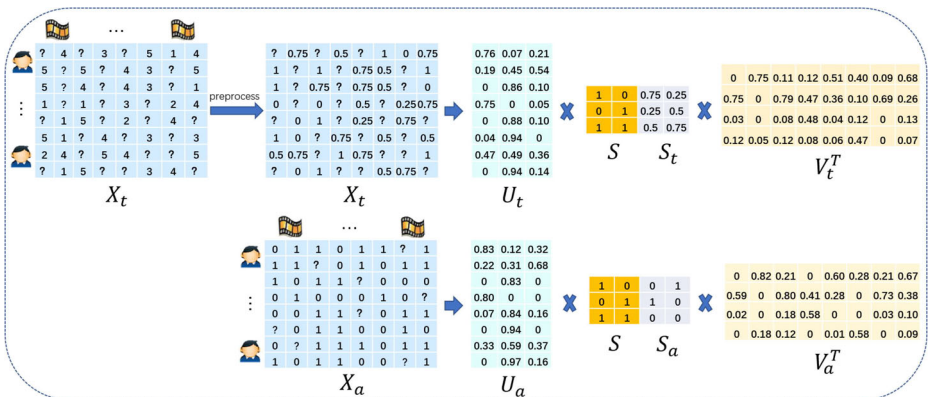 ...
? 4 ? 3 ? 5 1 4
5 ? 5 ? 4 3 ? 5
5 ? 4 ? 4 3 ? 1
1 ? 1 ? 3 ? 2 4
? 1 5 ? 2 ? 4 ?
5 1 ? 4 ? 3 ? 3
2 4 ? 5 4 ? ? 5
? 1 5 ? ? 3 4 ?
⋮
X_t
preprocess
? 0.75 ? 0.5 ? 1 0 0.75
1 ? 1 ? 0.75 0.5 ? 1
1 ? 0.75 ? 0.75 0.5 ? 0
0 ? 0 ? 0.5 ? 0.25 0.75
? 0 1 ? 0.25 ? 0.75 ?
1 0 ? 0.75 ? 0.5 ? 0.5
0.5 0.75 ? 1 0.75 ? ? 1
? 0 1 ? ? 0.5 0.75 ?
X_t
0.76 0.07 0.21
0.19 0.45 0.54
0 0.86 0.10
0.75 0 0.05
0 0.88 0.10
0.04 0.94 0
0.47 0.49 0.36
0 0.94 0.14
U_t
1 0 0.75 0.25
0 1 0.25 0.5
1 1 0.5 0.75
S S_t
0 0.75 0.11 0.12 0.51 0.40 0.09 0.68
0.75 0 0.79 0.47 0.36 0.10 0.69 0.26
0.03 0 0.08 0.48 0.04 0.12 0 0.13
0.12 0.05 0.12 0.08 0.06 0.47 0 0.07
V_t^T
...
0 1 1 0 1 1 ? 1
1 1 ? 0 1 0 1 1
1 0 1 1 ? 0 0 0
0 1 0 0 0 1 0 ?
1 0 1 1 ? 0 1 0
? 0 1 1 0 1 0 0
0 ? 1 1 0 1 1 1
1 0 1 1 0 0 ? 1
⋮
X_a
0.83 0.12 0.32
0.22 0.31 0.68
0 0.83 0
0.80 0 0
0.07 0.84 0.16
0 0.94 0
0.33 0.59 0.37
0 0.97 0.16
U_a
1 0 0 1
0 1 1 0
1 1 0 0
S S_a
0 0.82 0.21 0 0.60 0.28 0.21 0.67
0.59 0 0.80 0.41 0.28 0 0.73 0.38
0.02 0 0.18 0.58 0 0 0.03 0.10
0 0.18 0.12 0 0.01 0.58 0 0.09
V_a^T